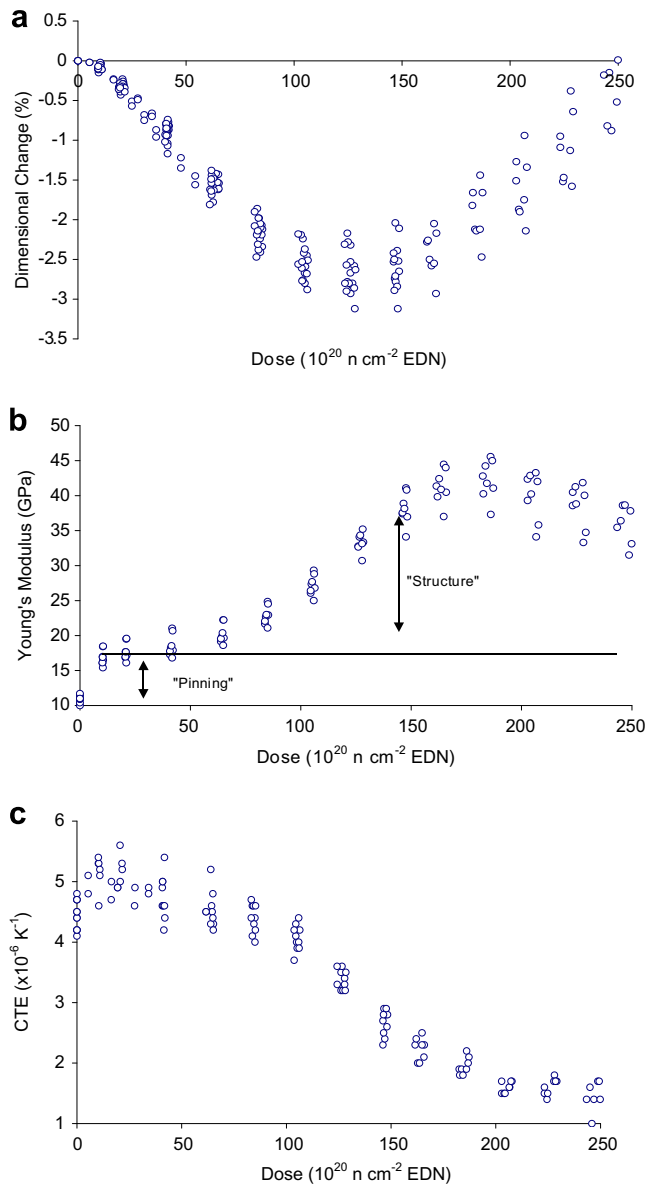 a
0.5
0
-0.5
-1
-1.5
-2
-2.5
-3
-3.5
0 50 100 150 200 250
Dimensional Change (%)
Dose (10²⁰ n cm⁻² EDN)
b
50
45
40
35
30
25
20
15
10
0 50 100 150 200 250
Young's Modulus (GPa)
"Structure"
"Pinning"
Dose (10²⁰ n cm⁻² EDN)
c
6
5
4
3
2
1
0 50 100 150 200 250
CTE (x10⁻⁶ K⁻¹)
Dose (10²⁰ n cm⁻² EDN)